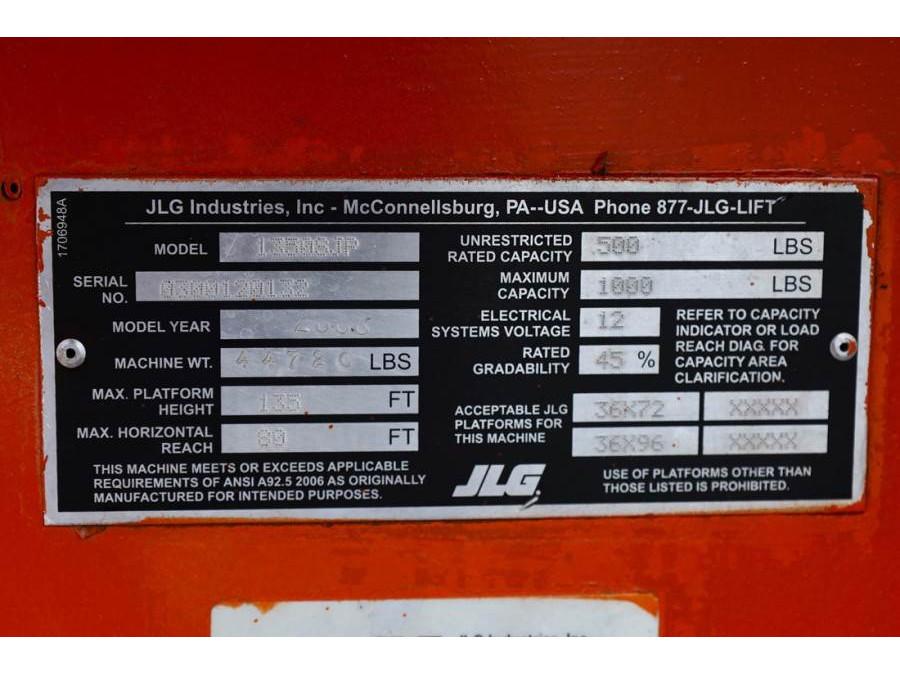 1706948A
JLG Industries, Inc - McConnellsburg, PA--USA Phone 877-JLG-LIFT
MODEL
SERIAL NO. 0300120132
MODEL YEAR
MACHINE WT. LBS
MAX. PLATFORM HEIGHT 135 FT
MAX. HORIZONTAL REACH 80 FT
THIS MACHINE MEETS OR EXCEEDS APPLICABLE
REQUIREMENTS OF ANSI A92.5 2006 AS ORIGINALLY
MANUFACTURED FOR INTENDED PURPOSES.
UNRESTRICTED RATED CAPACITY 500 LBS
MAXIMUM CAPACITY 1000 LBS
ELECTRICAL SYSTEMS VOLTAGE 12
RATED GRADABILITY 45 %
REFER TO CAPACITY
INDICATOR OR LOAD
REACH DIAG. FOR
CAPACITY AREA
CLARIFICATION.
ACCEPTABLE JLG
PLATFORMS FOR
THIS MACHINE
36X72 XXXXX
36X96 XXXXX
JLG
USE OF PLATFORMS OTHER THAN
THOSE LISTED IS PROHIBITED.